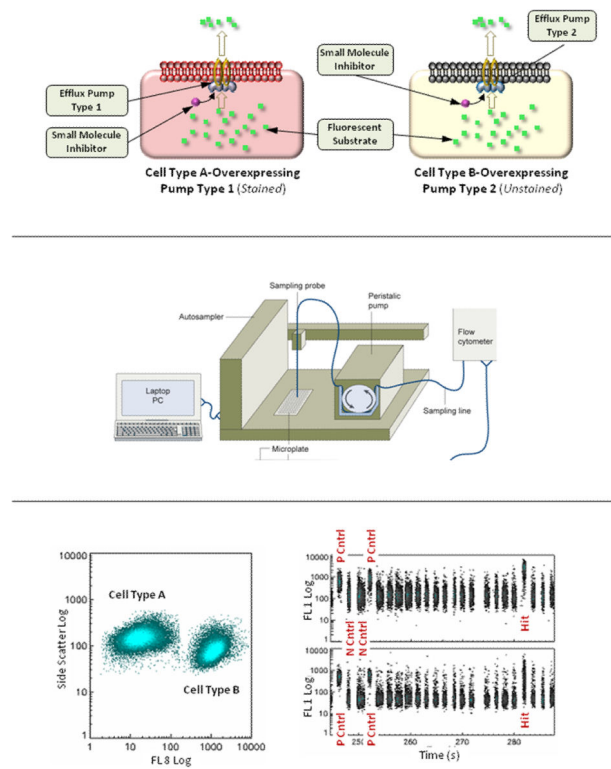 Efflux Pump
Type 2
Small Molecule
Inhibitor
Efflux Pump
Type 1
Small Molecule
Inhibitor
Fluorescent
Substrate
Cell Type A-Overexpressing
Pump Type 1 (Stained)
Cell Type B-Overexpressing
Pump Type 2 (Unstained)
Sampling probe
Peristalic
pump
Autosampler
Flow
cytometer
Laptop
PC
Sampling line
Microplate
Side Scatter Log
10000
1000
100
10
1
Cell Type A
Cell Type B
1
10
100
1000
10000
FL8 Log
P Cntrl
P Cntrl
FL1 Log
10000
1000
100
10
1
N Cntrl
N Cntrl
Hit
FL1 Log
10000
1000
100
10
1
P Cntrl
P Cntrl
Hit
250
260
270
280
Time (s)